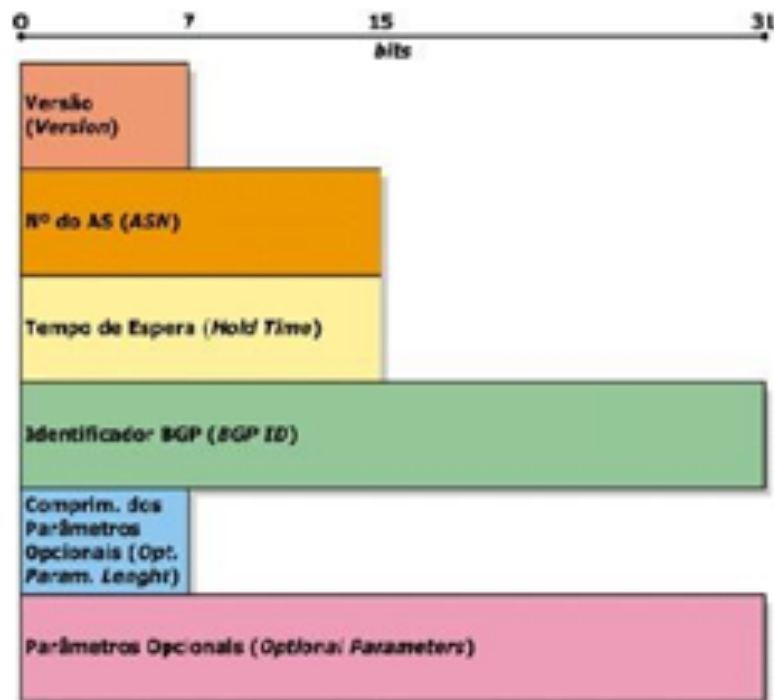 0 7 15 31
bits
Versão
(Version)
Nº do AS (ASN)
Tempo de Espera (Hold Time)
Identificador BGP (BGP ID)
Comprim. dos
Parâmetros
Opcionais (Opt.
Param. Lenght)
Parâmetros Opcionais (Optional Parameters)